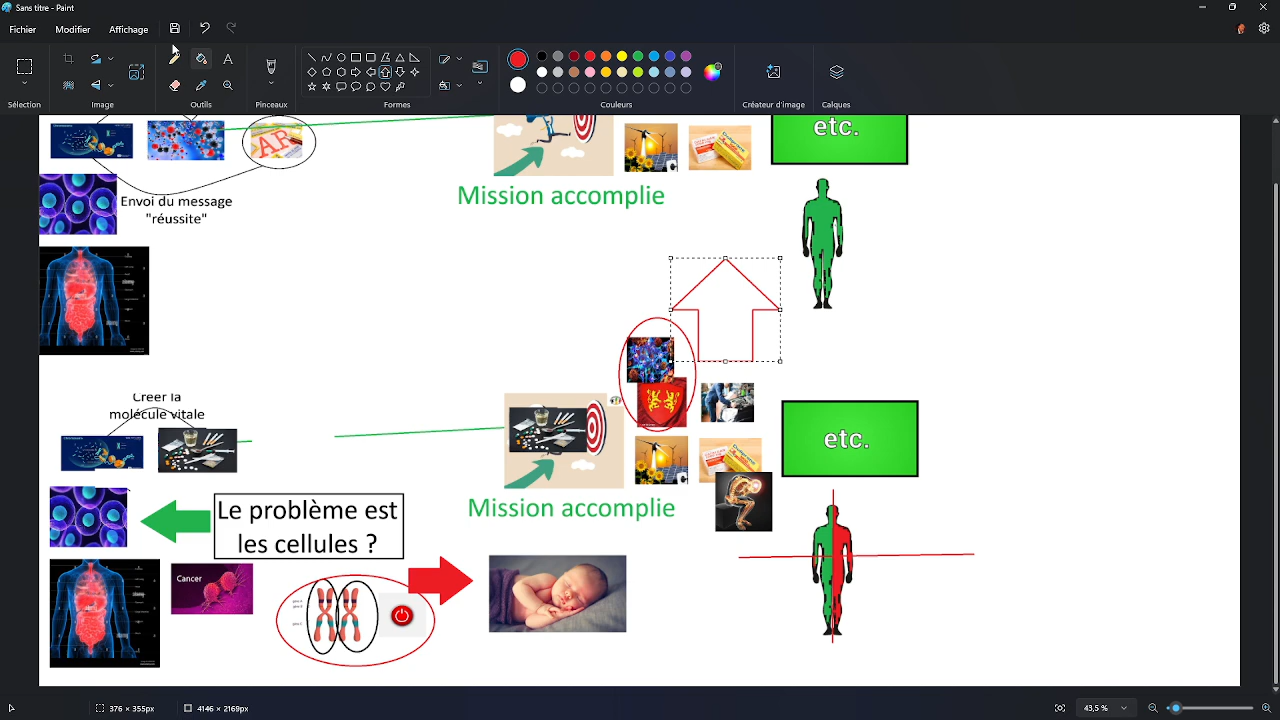 Sans titre - Paint
Fichier Modifier Affichage
Sélection Image Outils Pinceaux Formes Couleurs Créateur d'image Calques
etc.
AP
Envoi du message
"réussite"
Mission accomplie
Creer la
molécule vitale
etc.
Mission accomplie
Le problème est
les cellules ?
Cancer
376 × 355px
4146 × 2169px
43,5 %